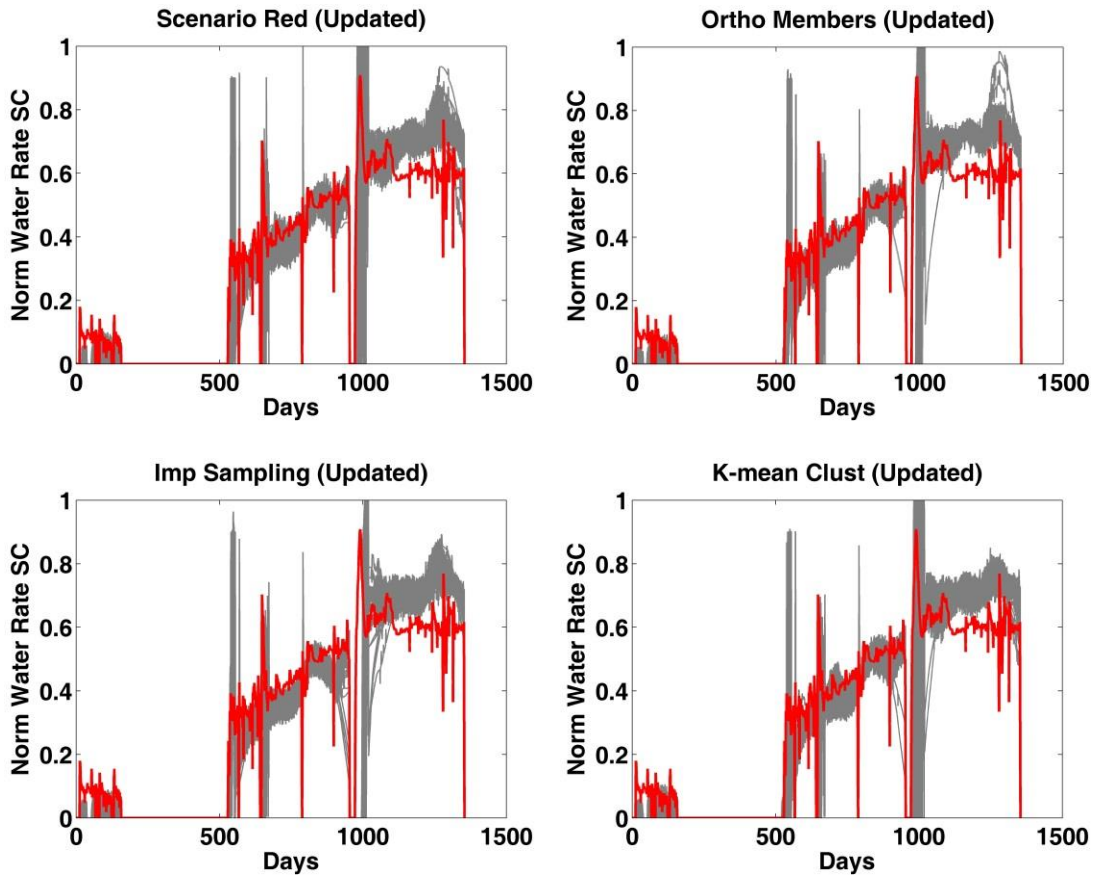 Scenario Red (Updated)
Norm Water Rate SC
1
0.8
0.6
0.4
0.2
0
0 500 1000 1500
Days
Ortho Members (Updated)
Norm Water Rate SC
1
0.8
0.6
0.4
0.2
0
0 500 1000 1500
Days
Imp Sampling (Updated)
Norm Water Rate SC
1
0.8
0.6
0.4
0.2
0
0 500 1000 1500
Days
K-mean Clust (Updated)
Norm Water Rate SC
1
0.8
0.6
0.4
0.2
0
0 500 1000 1500
Days